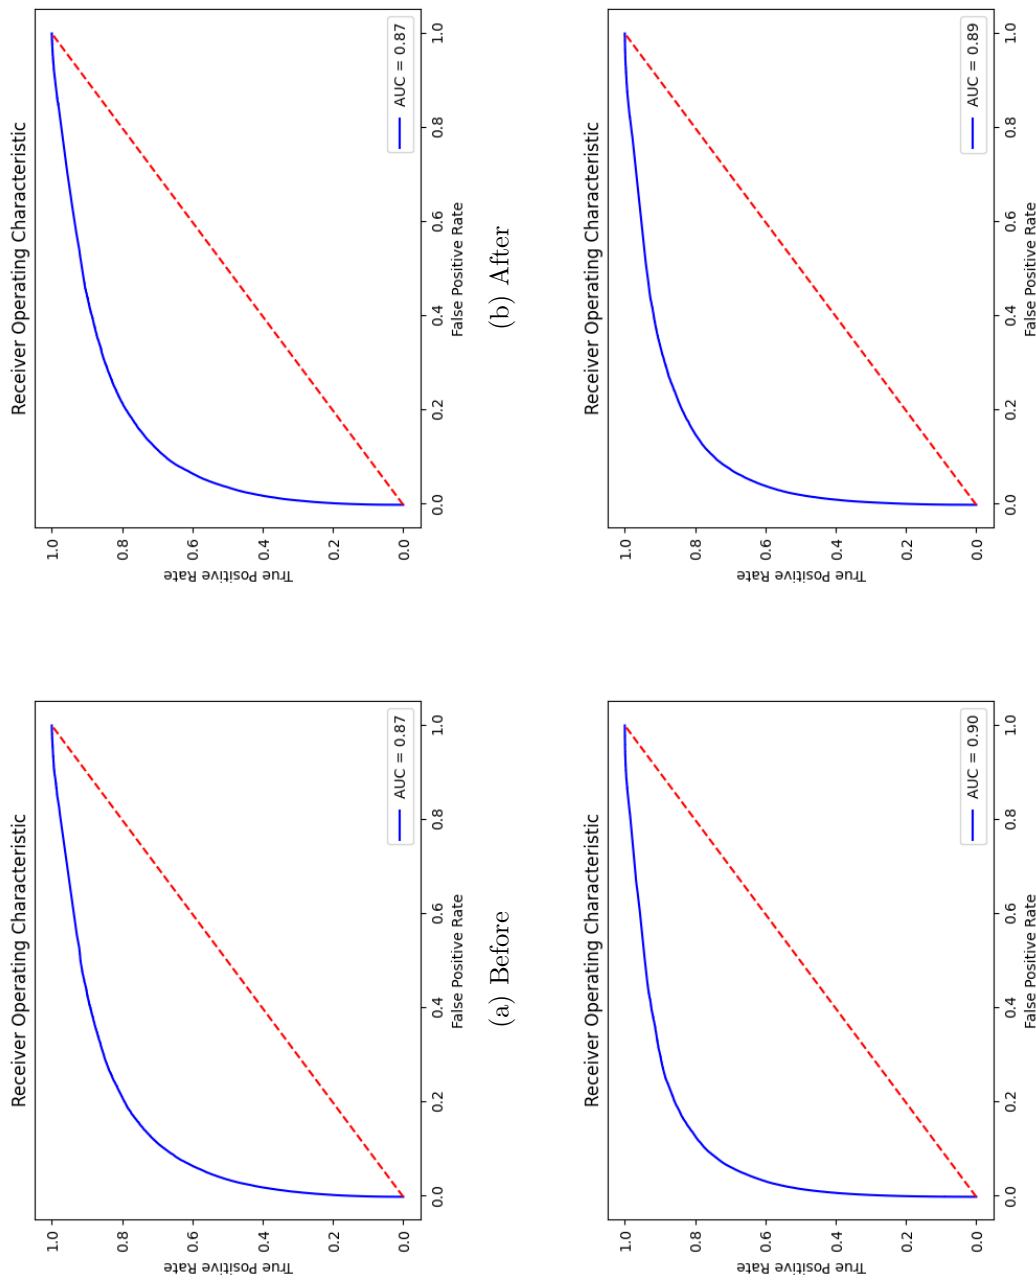 Receiver Operating Characteristic
True Positive Rate
1.0
0.8
0.6
0.4
0.2
0.0
0.0
0.2
0.4
0.6
0.8
1.0
False Positive Rate
AUC = 0.87
(a) Before
Receiver Operating Characteristic
True Positive Rate
1.0
0.8
0.6
0.4
0.2
0.0
0.0
0.2
0.4
0.6
0.8
1.0
False Positive Rate
AUC = 0.87
(b) After
Receiver Operating Characteristic
True Positive Rate
1.0
0.8
0.6
0.4
0.2
0.0
0.0
0.2
0.4
0.6
0.8
1.0
False Positive Rate
AUC = 0.90
Receiver Operating Characteristic
True Positive Rate
1.0
0.8
0.6
0.4
0.2
0.0
0.0
0.2
0.4
0.6
0.8
1.0
False Positive Rate
AUC = 0.89